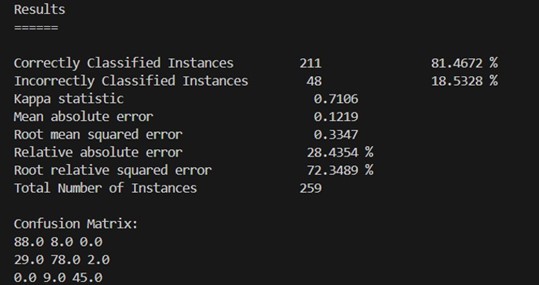 Results
======
Correctly Classified Instances 211 81.4672 %
Incorrectly Classified Instances 48 18.5328 %
Kappa statistic 0.7106
Mean absolute error 0.1219
Root mean squared error 0.3347
Relative absolute error 28.4354 %
Root relative squared error 72.3489 %
Total Number of Instances 259
Confusion Matrix:
88.0 8.0 0.0
29.0 78.0 2.0
0.0 9.0 45.0